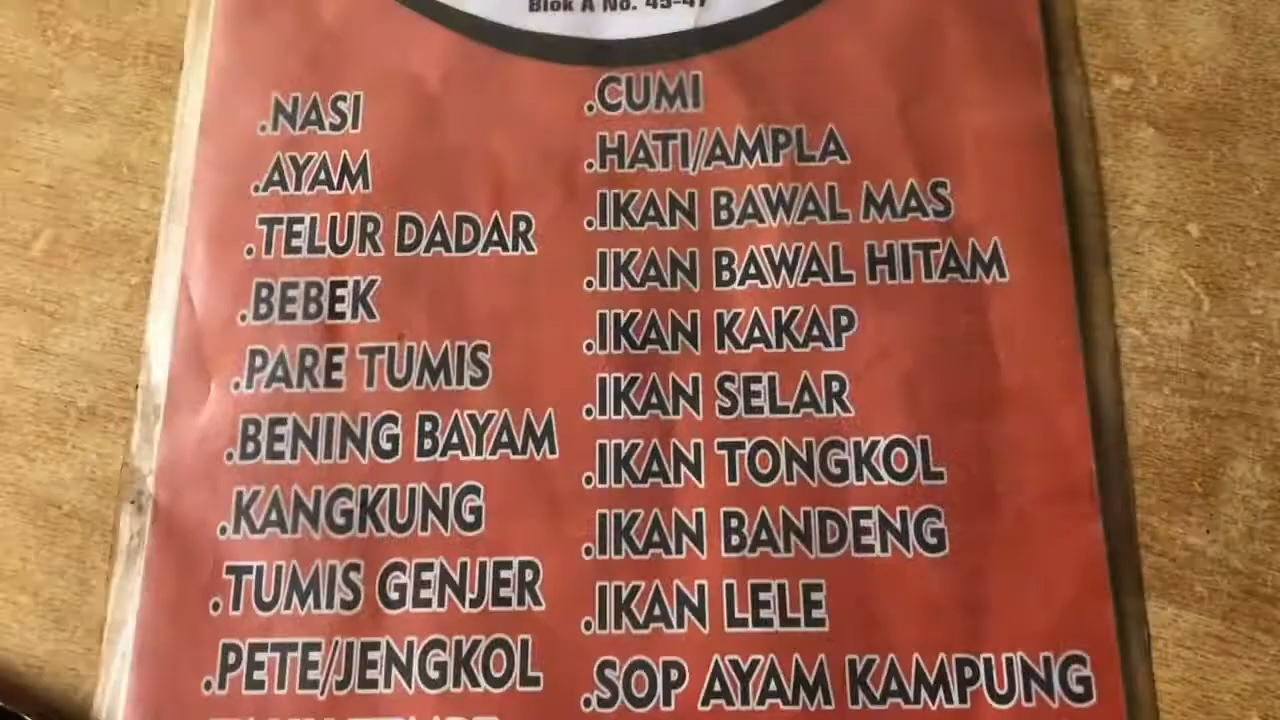 Blok A No. 45-47
.NASI
.AYAM
.TELUR DADAR
.BEBEK
.PARE TUMIS
.BENING BAYAM
.KANGKUNG
.TUMIS GENJER
.PETE/JENGKOL
.CUMI
.HATI/AMPLA
.IKAN BAWAL MAS
.IKAN BAWAL HITAM
.IKAN KAKAP
.IKAN SELAR
.IKAN TONGKOL
.IKAN BANDENG
.IKAN LELE
.SOP AYAM KAMPUNG